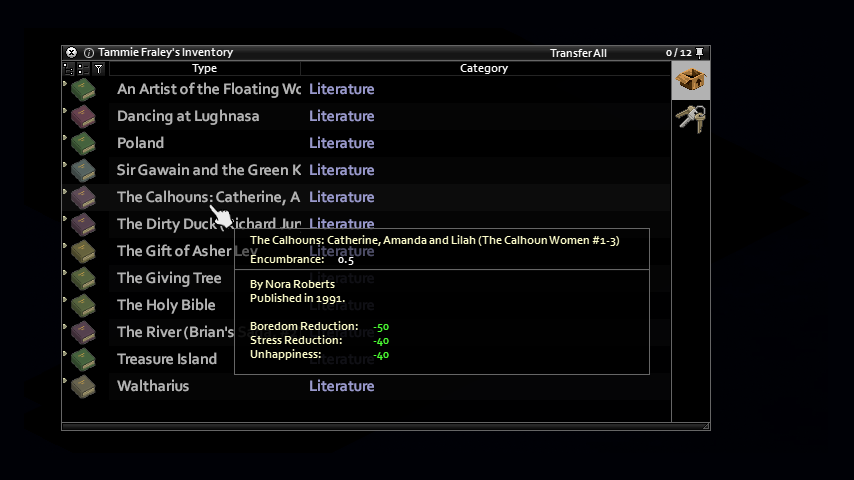 Tammie Fraley's Inventory Transfer All 0 / 12
Type Category
An Artist of the Floating Wo Literature
Dancing at Lughnasa Literature
Poland Literature
Sir Gawain and the Green K Literature
The Calhouns: Catherine, A Literature
The Dirty Duck (Richard Jur Literature
The Calhouns: Catherine, Amanda and Lilah (The Calhoun Women #1-3)
The Gift of Asher Lev Literature
Encumbrance: 0.5
The Giving Tree
By Nora Roberts
Published in 1991.
The Holy Bible
Boredom Reduction: -50
The River (Brian's
Stress Reduction: -40
Unhappiness: -40
Treasure Island
Waltharius Literature